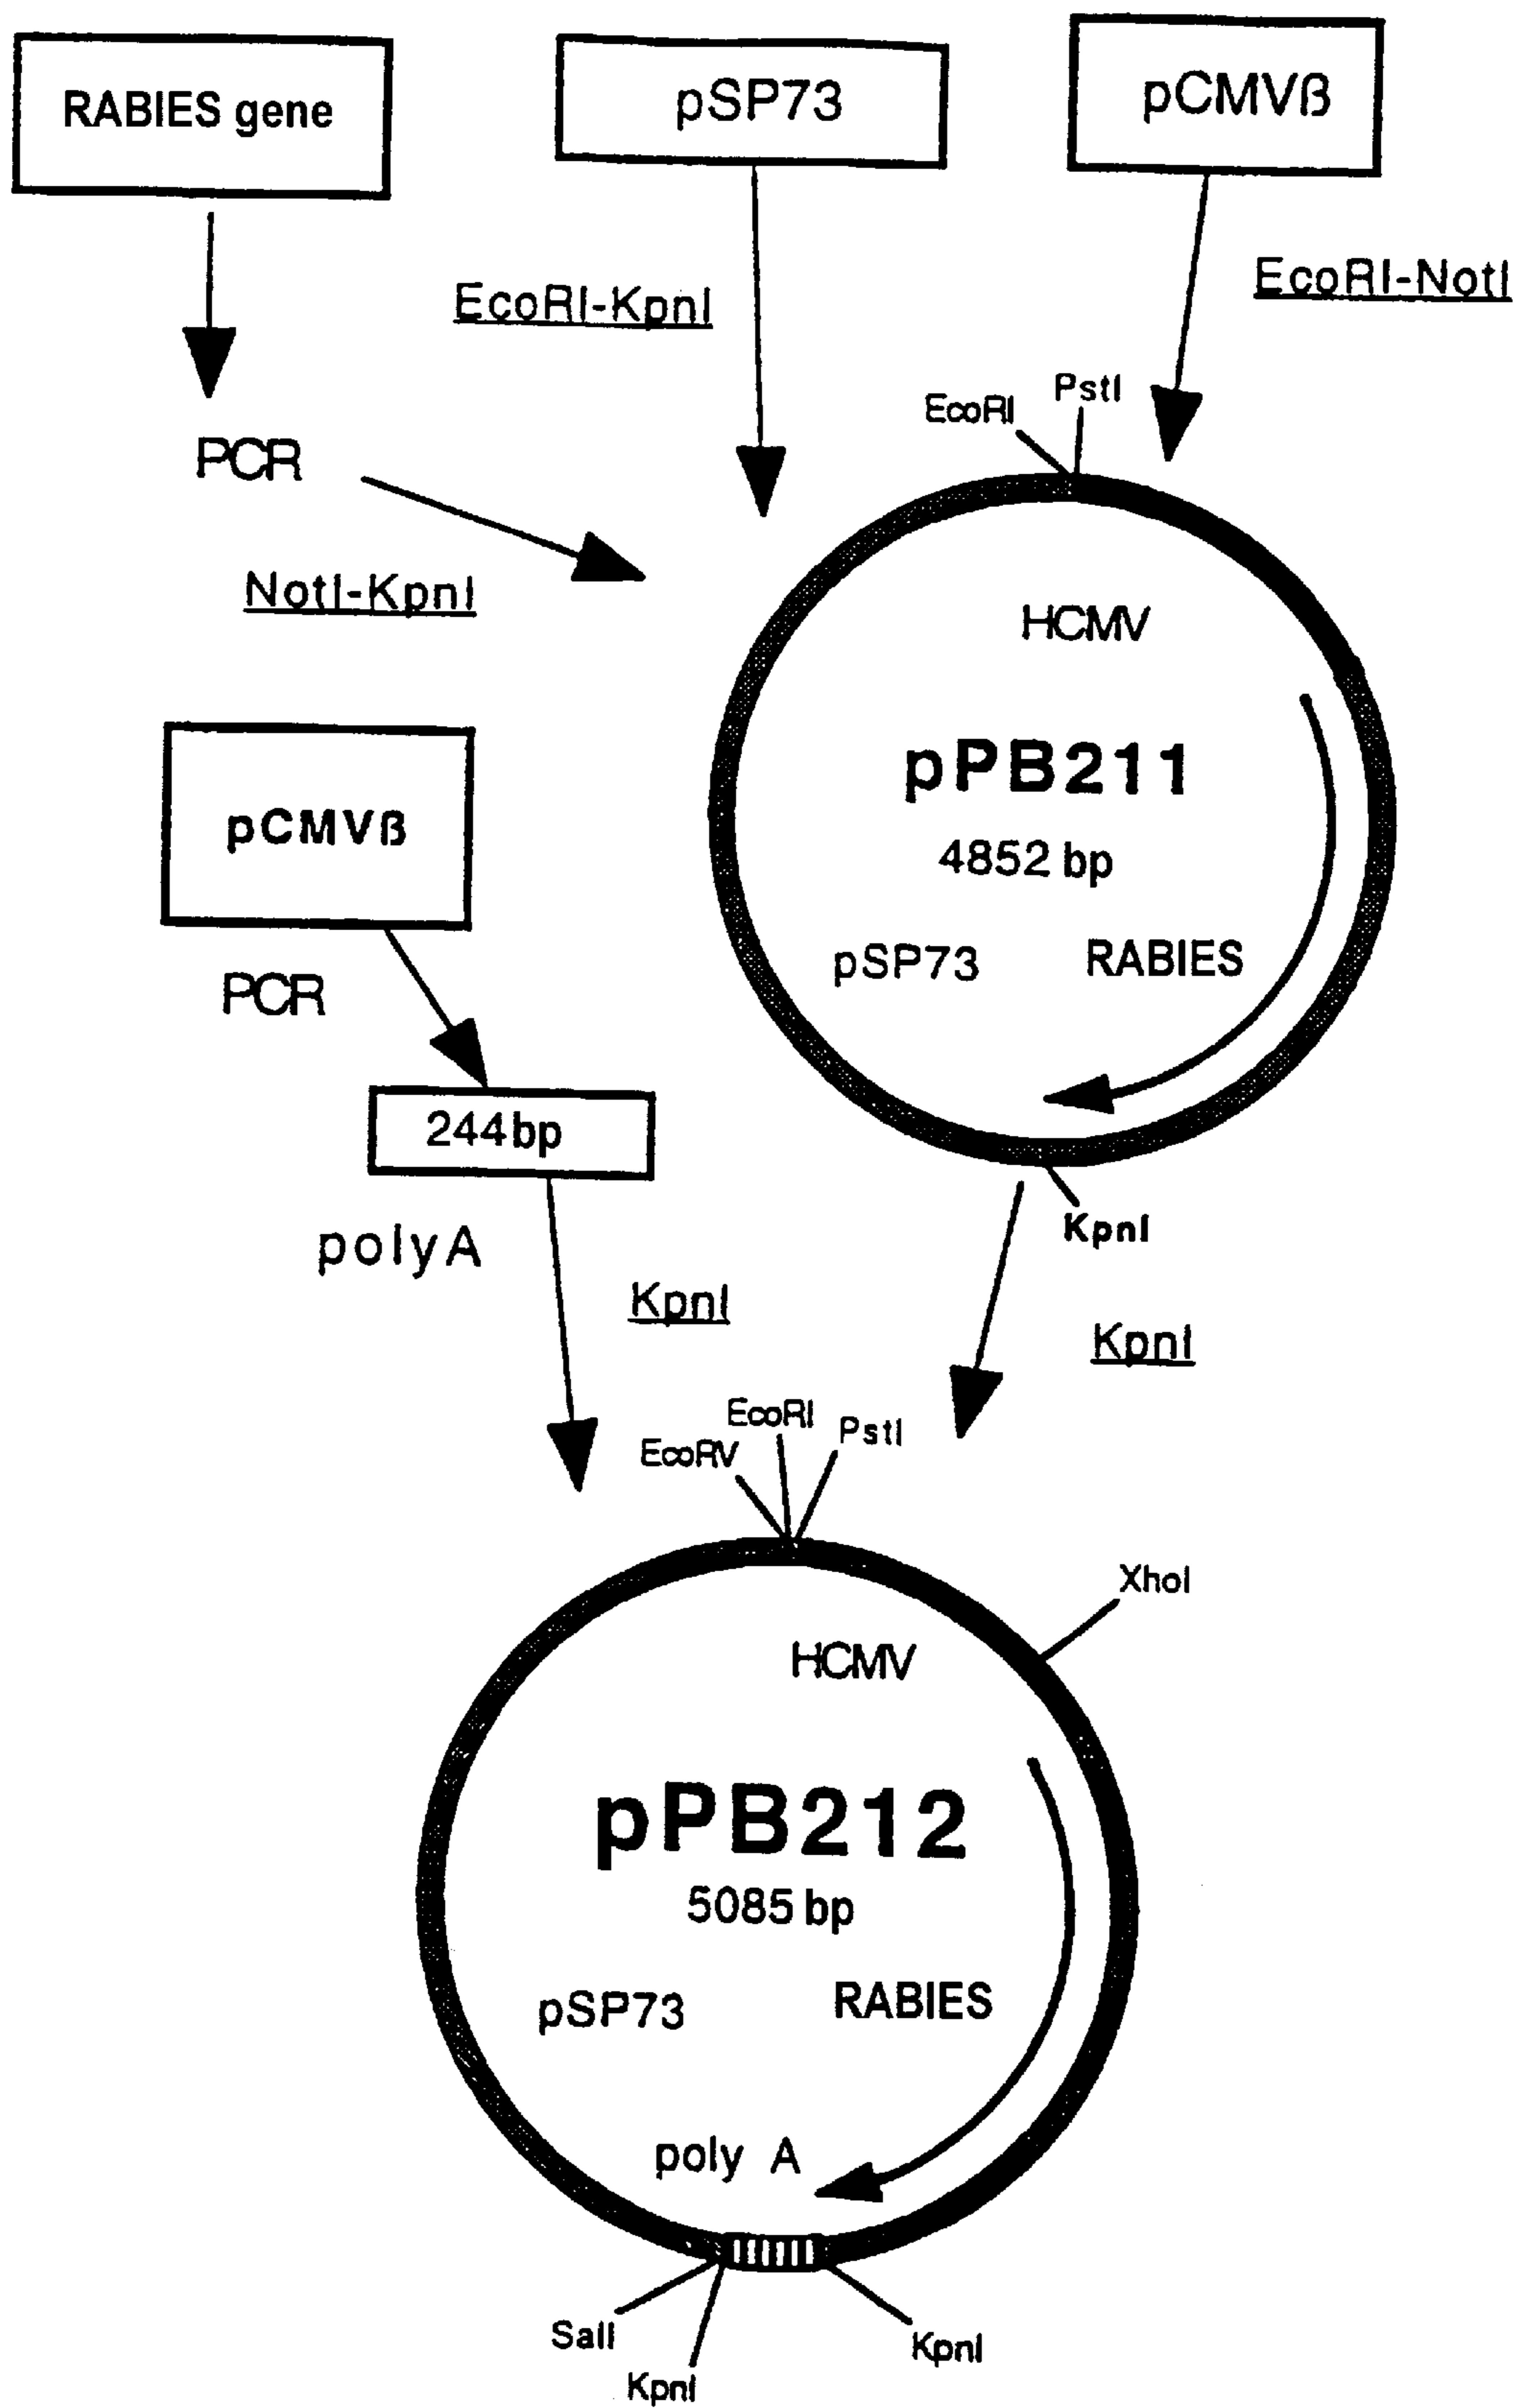 RABIES gene
pSP73
pCMVß
EcoRI-KpnI
EcoRI-NotI
PCR
EcoRI
PstI
NotI-KpnI
HCMV
pPB211
4852 bp
pSP73
RABIES
pCMVß
PCR
244bp
polyA
KpnI
KpnI
KpnI
EcoRV
EcoRI
PstI
XhoI
HCMV
pPB212
5085 bp
pSP73
RABIES
poly A
SalI
KpnI
KpnI